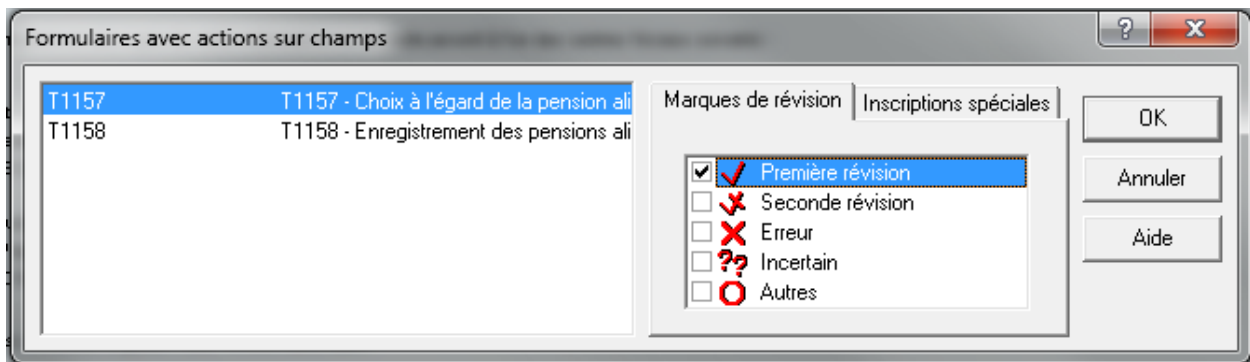 Formulaires avec actions sur champs
T1157 T1157 - Choix à l'égard de la pension ali
T1158 T1158 - Enregistrement des pensions ali
Marques de révision Inscriptions spéciales
Première révision
Seconde révision
Erreur
?? Incertain
Autres
OK
Annuler
Aide